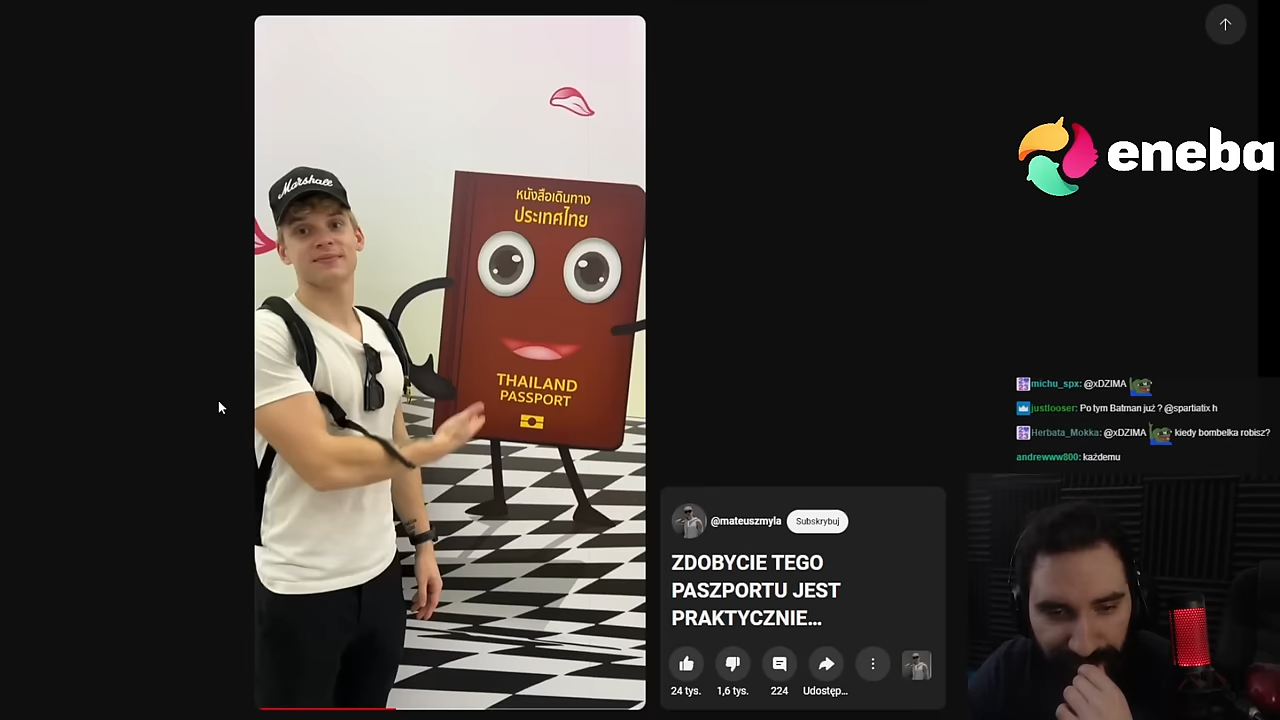 Marshall
หนังสือเดินทาง
ประเทศไทย
THAILAND
PASSPORT
eneba
michu_spx: @xDZIMA
justlooser: Po tym Batman już ? @spartiatix h
Herbata_Mokka: @xDZIMA kiedy bombelka robisz?
andrewww800: każdemu
@mateuszmyla Subskrybuj
ZDOBYCIE TEGO
PASZPORTU JEST
PRAKTYCZNIE...
24 tys. 1,6 tys. 224 Udostęp...